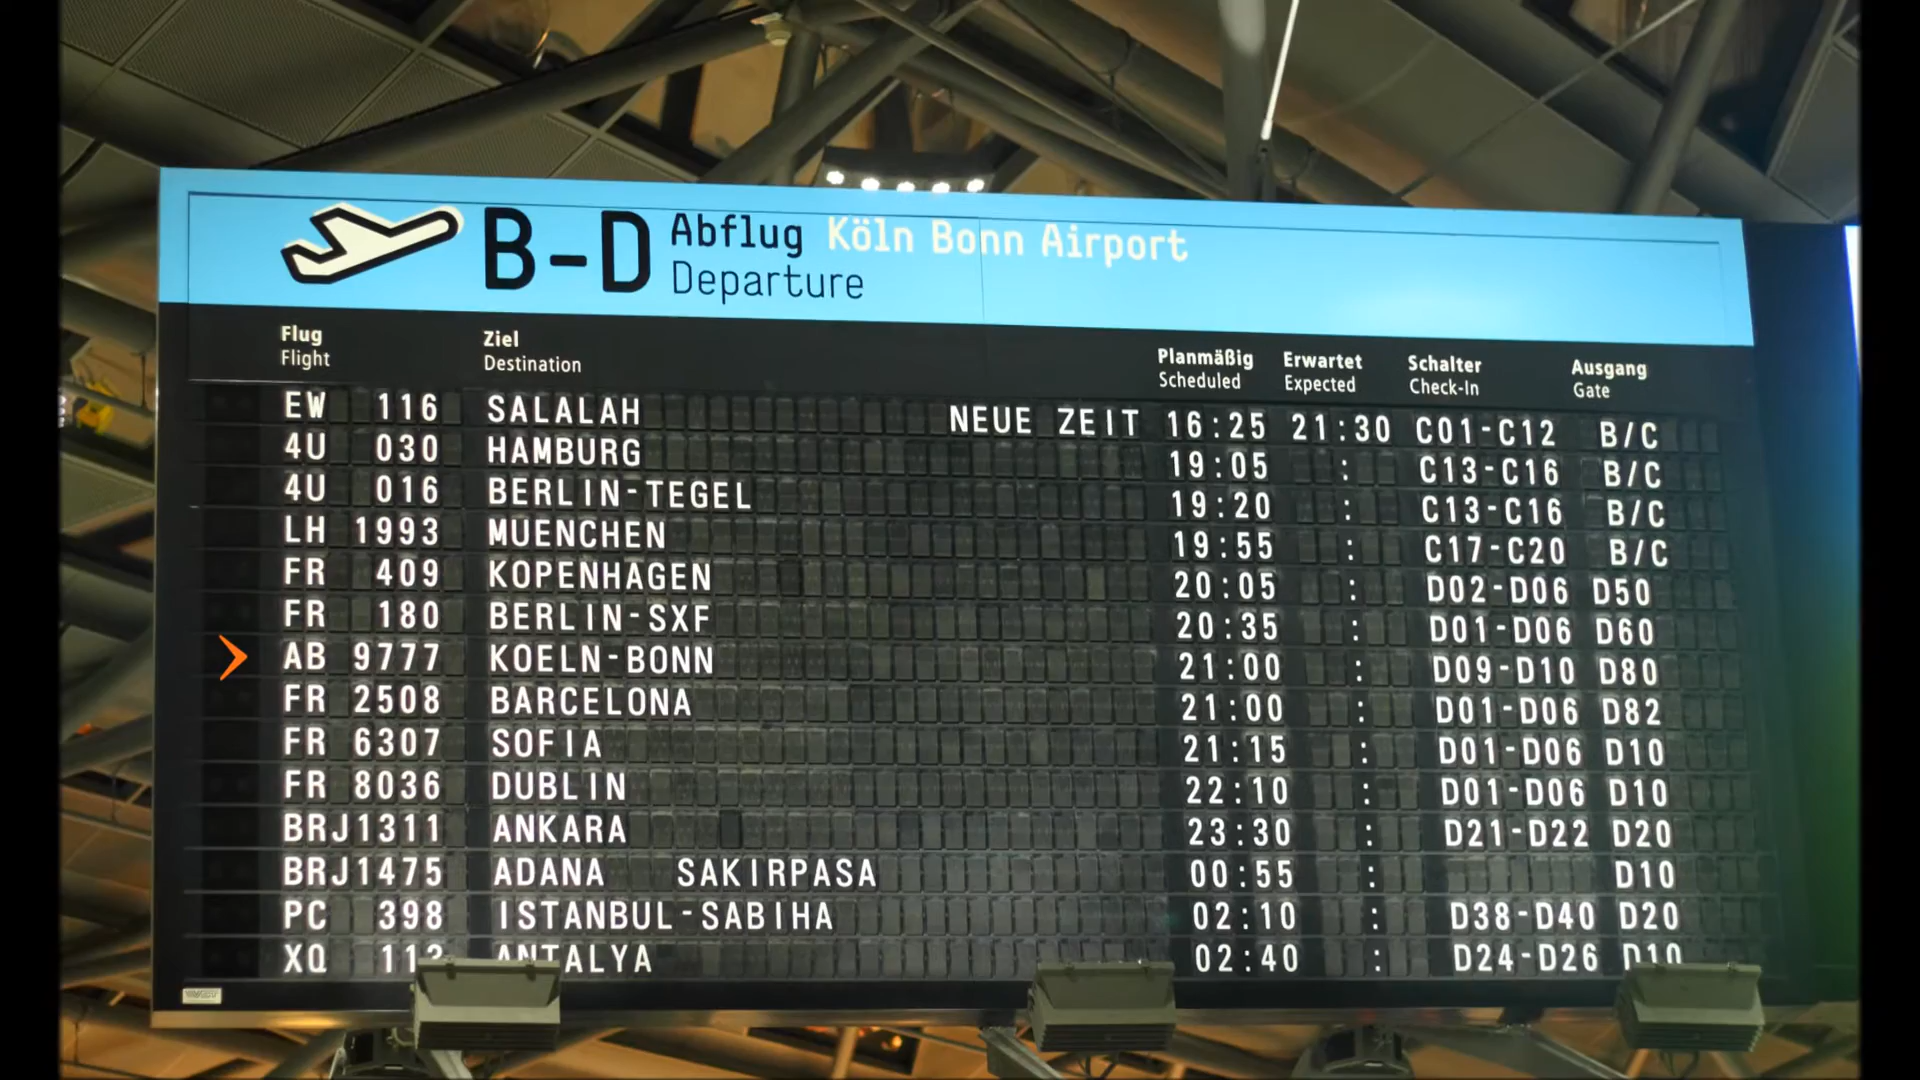 B-D Abflug Köln Bonn Airport
Departure
Flug Ziel Planmäßig Erwartet Schalter Ausgang
Flight Destination Scheduled Expected Check-In Gate
EW 116 SALALAH NEUE ZEIT 16:25 21:30 C01-C12 B/C
4U 030 HAMBURG 19:05 : C13-C16 B/C
4U 016 BERLIN-TEGEL 19:20 : C13-C16 B/C
LH 1993 MUENCHEN 19:55 : C17-C20 B/C
FR 409 KOPENHAGEN 20:05 : D02-D06 D50
FR 180 BERLIN-SXF 20:35 : D01-D06 D60
AB 9777 KOELN-BONN 21:00 : D09-D10 D80
FR 2508 BARCELONA 21:00 : D01-D06 D82
FR 6307 SOFIA 21:15 : D01-D06 D10
FR 8036 DUBLIN 22:10 : D01-D06 D10
BRJ1311 ANKARA 23:30 : D21-D22 D20
BRJ1475 ADANA SAKIRPASA 00:55 : D10
PC 398 ISTANBUL-SABIHA 02:10 : D38-D40 D20
XQ ANTALYA 02:40 : D24-D26 D10